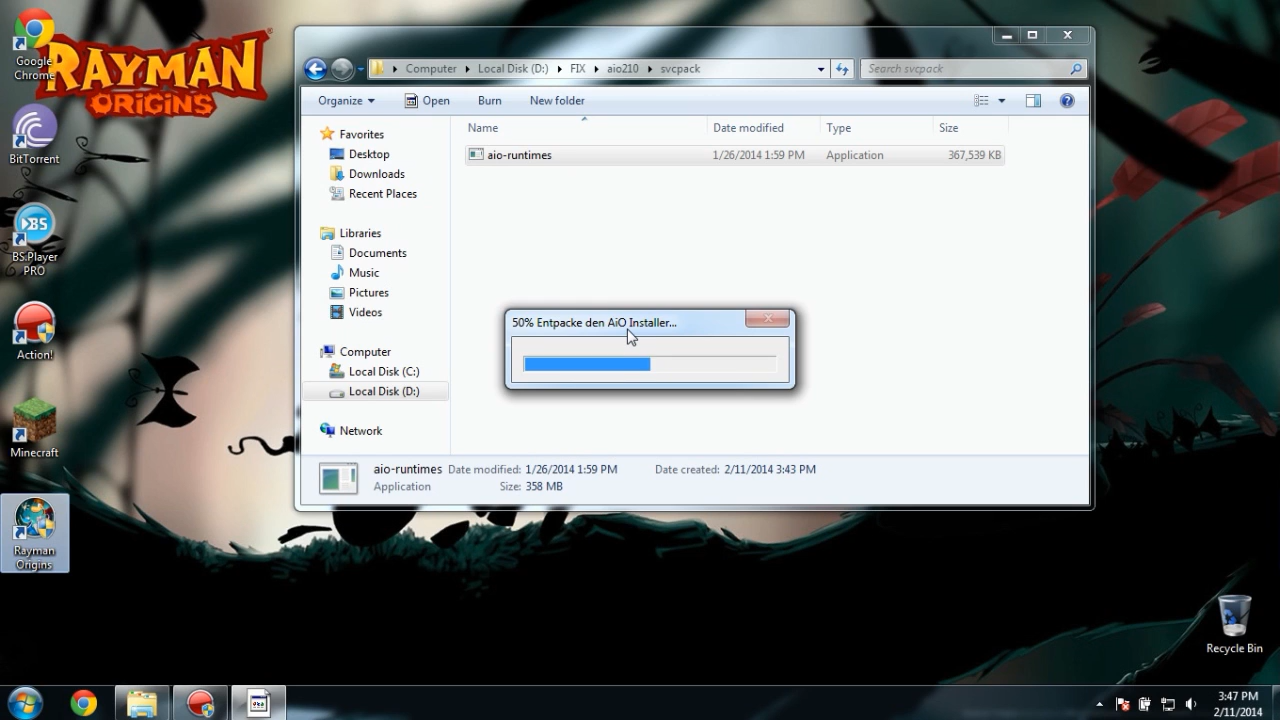 RAYMAN
ORIGINS
Google
Chrome
BitTorrent
BS
BS.Player
PRO
Action!
Minecraft
Rayman
Origins
Computer
Local Disk (D:)
FIX
aio210
svcpack
Search svcpack
Organize
Open
Burn
New folder
Name
Date modified
Type
Size
aio-runtimes
1/26/2014 1:59 PM
Application
367,539 KB
Favorites
Desktop
Downloads
Recent Places
Libraries
Documents
Music
Pictures
Videos
Computer
Local Disk (C:)
Local Disk (D:)
Network
50% Entpacke den AiO Installer...
aio-runtimes Date modified: 1/26/2014 1:59 PM Date created: 2/11/2014 3:43 PM
Application Size: 358 MB
Recycle Bin
3:47 PM
2/11/2014